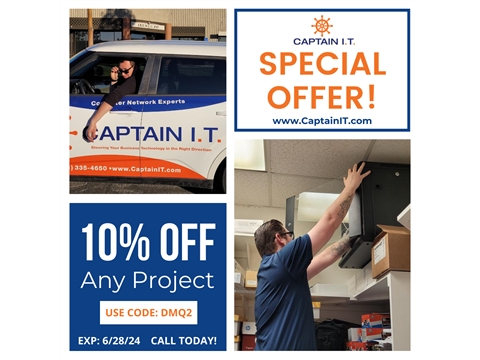 CAPTAIN I.T.
SPECIAL
OFFER!
www.CaptainIT.com
Computer Network Experts
CAPTAIN I.T.
Steering Your Business Technology in the Right Direction
) 335-4650 • www.CaptainIT.com
10% OFF
Any Project
USE CODE: DMQ2
EXP: 6/28/24 CALL TODAY!